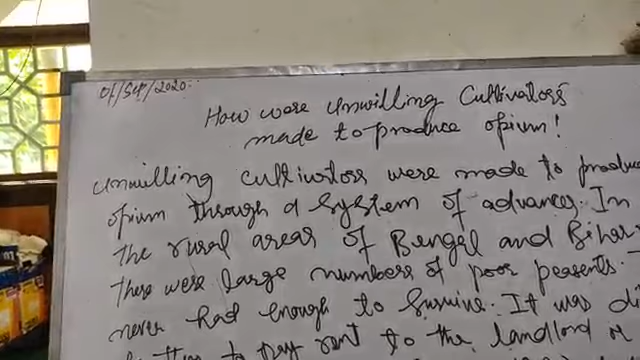 01/Sep/2020
How were unwilling Cultivators
made to produce opium!
Unwilling cultivators were made to produce
opium through a system of advances. In
the rural areas of Bengal and Bihar
there were large numbers of poor peasents.
never had enough to Survive. It was di
to pay rent to the landlord or